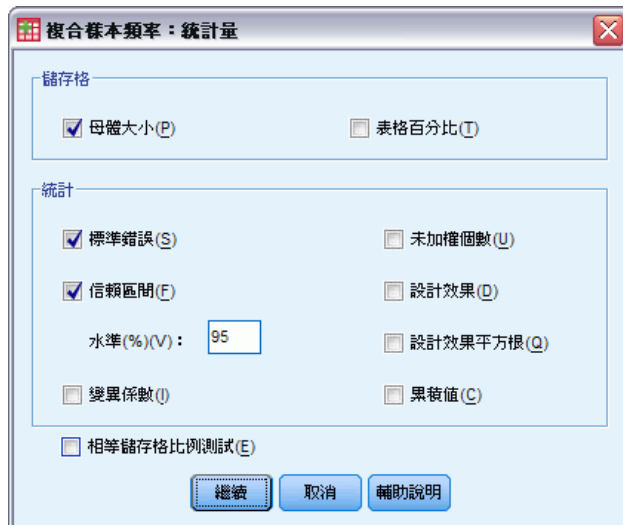 複合樣本頻率：統計量
儲存格
母體大小(P)
表格百分比(T)
統計
標準錯誤(S)
未加權個數(U)
信賴區間(F)
設計效果(D)
水準(%)(V)：
95
設計效果平方根(Q)
變異係數(I)
累積值(C)
相等儲存格比例測試(E)
繼續
取消
輔助說明